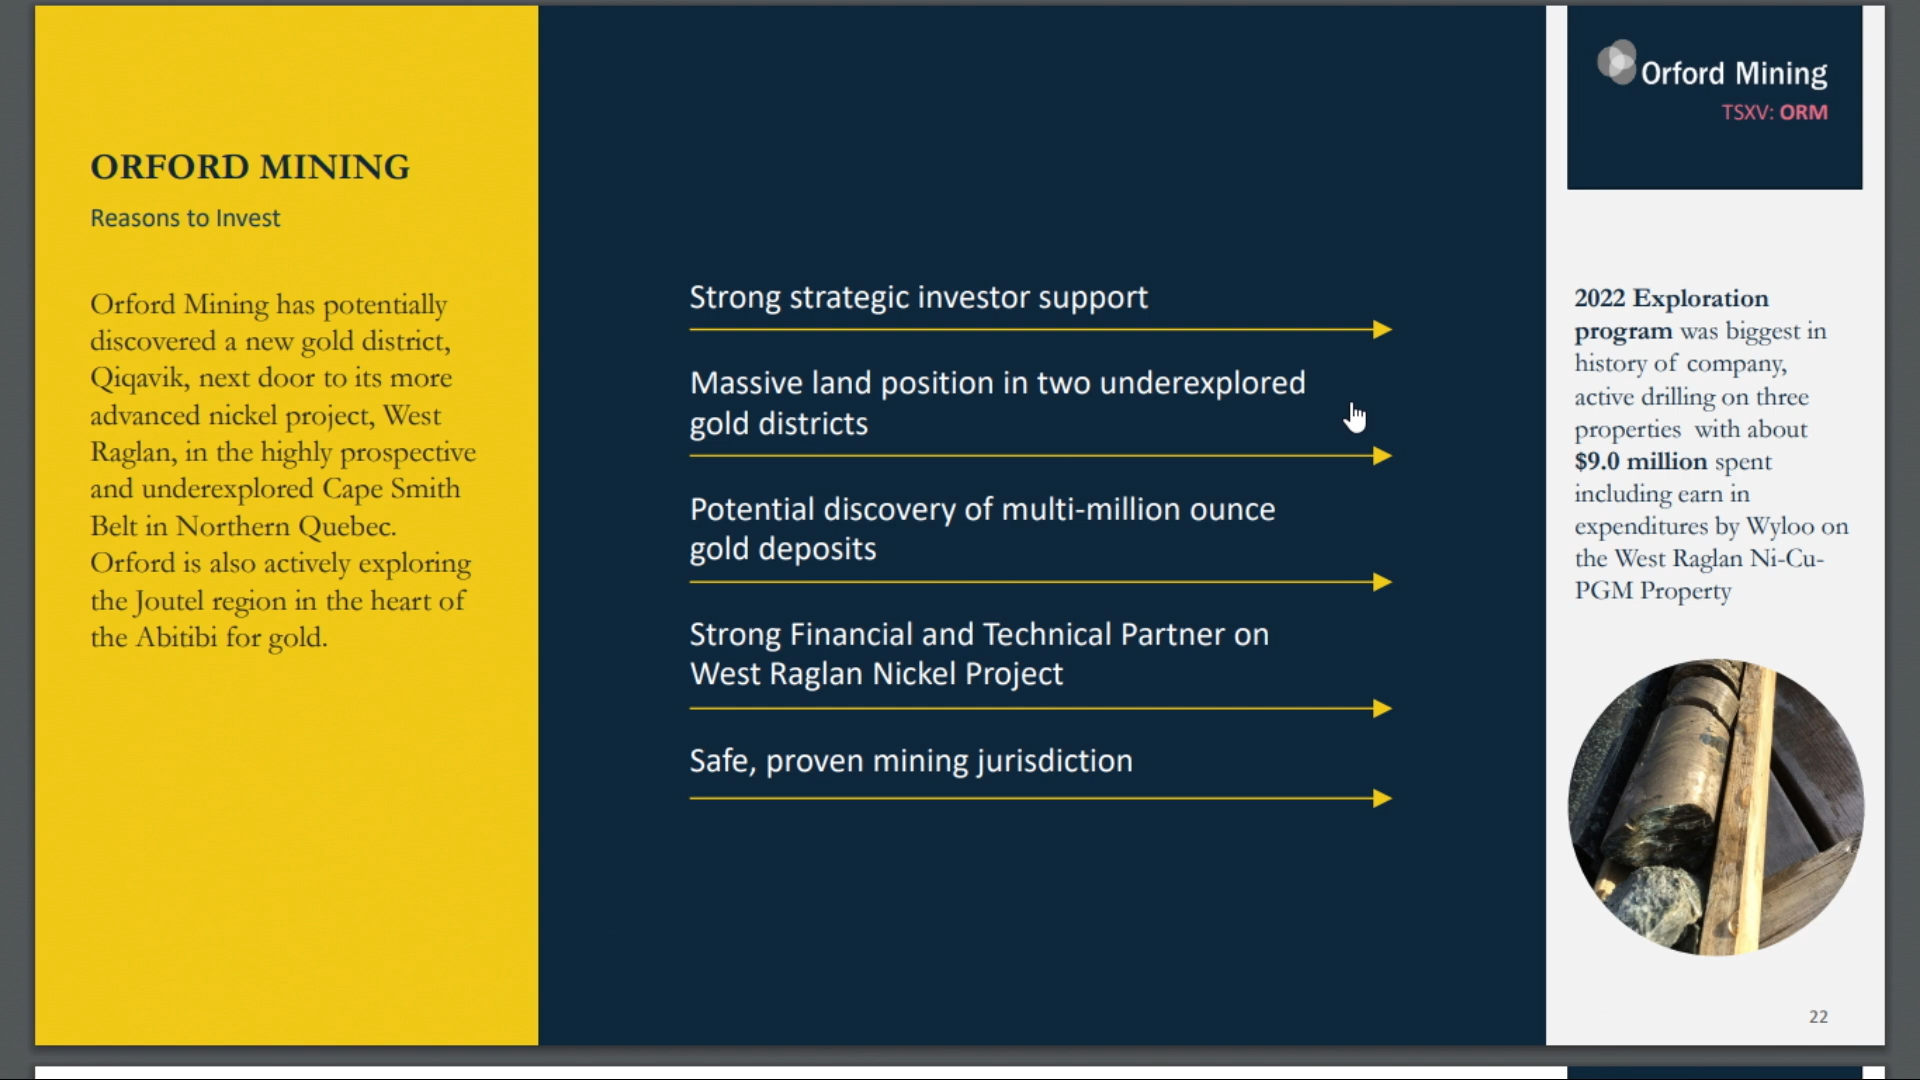 ORFORD MINING
Reasons to Invest
Orford Mining has potentially
discovered a new gold district,
Qiqavik, next door to its more
advanced nickel project, West
Raglan, in the highly prospective
and underexplored Cape Smith
Belt in Northern Quebec.
Orford is also actively exploring
the Joutel region in the heart of
the Abitibi for gold.
Strong strategic investor support
Massive land position in two underexplored
gold districts
Potential discovery of multi-million ounce
gold deposits
Strong Financial and Technical Partner on
West Raglan Nickel Project
Safe, proven mining jurisdiction
Orford Mining
TSXV: ORM
2022 Exploration
program was biggest in
history of company,
active drilling on three
properties with about
$9.0 million spent
including earn in
expenditures by Wyloo on
the West Raglan Ni-Cu-
PGM Property
22